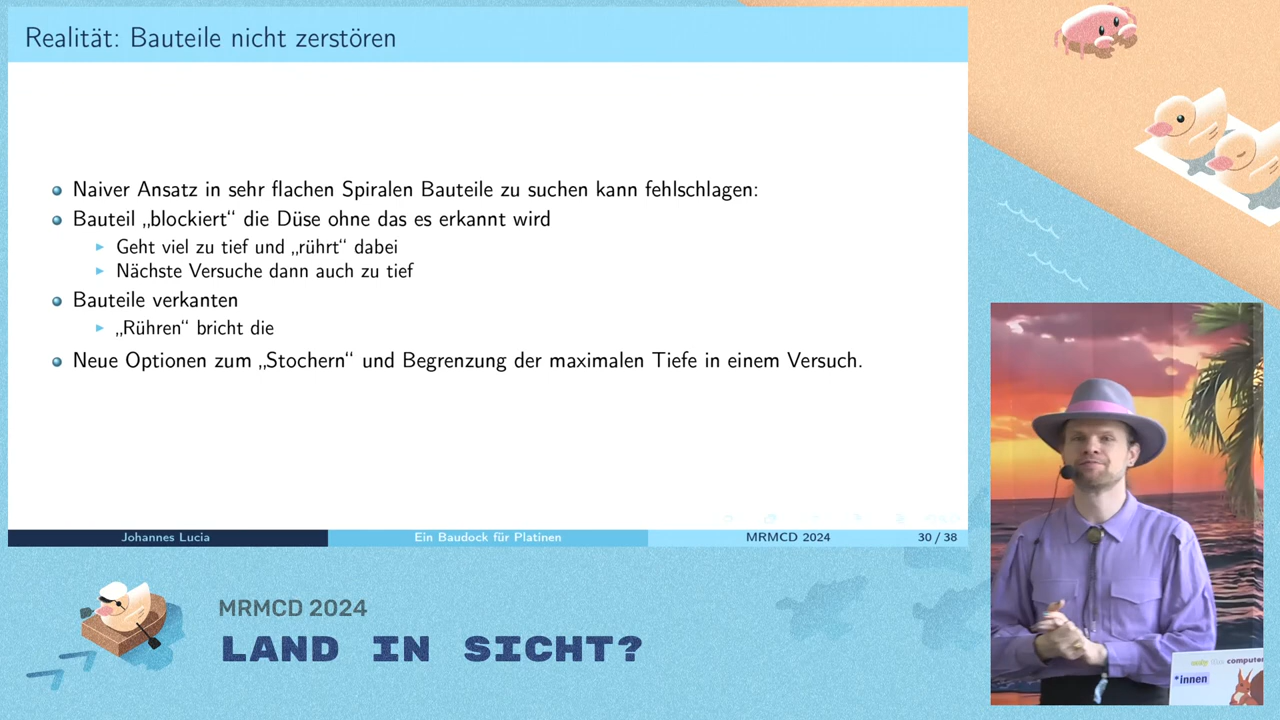 Realität: Bauteile nicht zerstören
Naiver Ansatz in sehr flachen Spiralen Bauteile zu suchen kann fehlschlagen:
Bauteil „blockiert“ die Düse ohne das es erkannt wird
Geht viel zu tief und „rührt“ dabei
Nächste Versuche dann auch zu tief
Bauteile verkanten
„Rühren“ bricht die
Neue Optionen zum „Stochern“ und Begrenzung der maximalen Tiefe in einem Versuch.
Johannes Lucia
Ein Baudock für Platinen
MRMCD 2024
30 / 38
MRMCD 2024
LAND IN SICHT?
computer
*innen